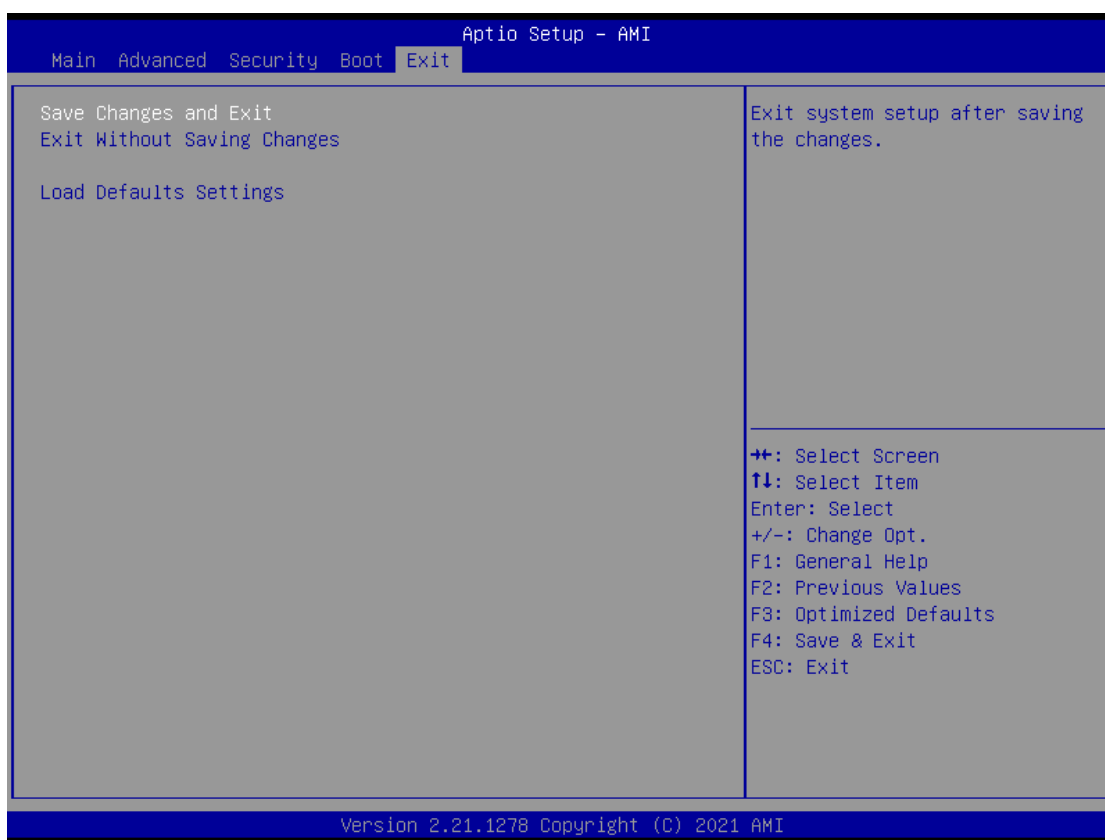 Aptio Setup - AMI
Main Advanced Security Boot Exit
Save Changes and Exit
Exit Without Saving Changes
Load Defaults Settings
Exit system setup after saving
the changes.
→←: Select Screen
↑↓: Select Item
Enter: Select
+/-: Change Opt.
F1: General Help
F2: Previous Values
F3: Optimized Defaults
F4: Save & Exit
ESC: Exit
Version 2.21.1278 Copyright (C) 2021 AMI